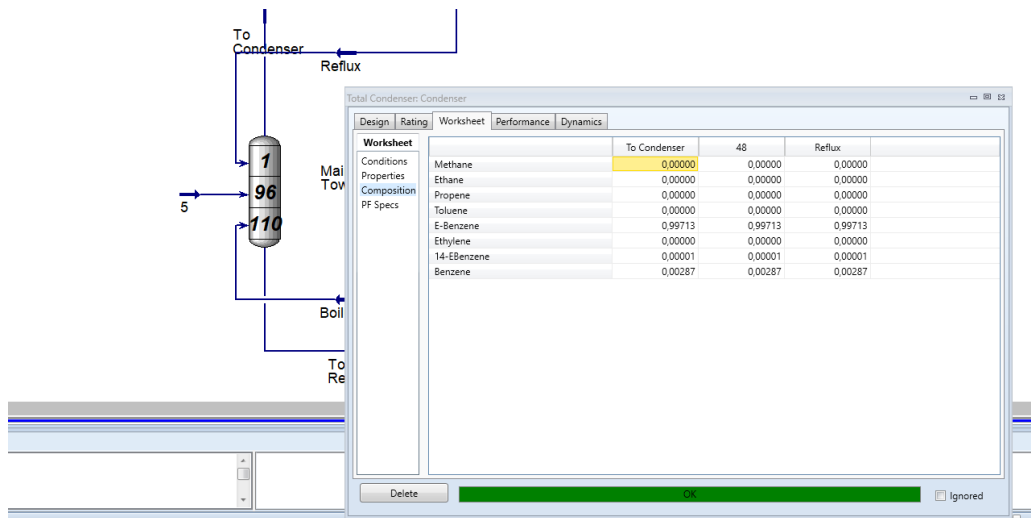 To
Condenser
Reflux
1
96
110
5
Mai
Tow
Boil
To
Re
Total Condenser: Condenser
Design Rating Worksheet Performance Dynamics
Worksheet
Conditions
Properties
Composition
PF Specs
To Condenser 48 Reflux
Methane 0,00000 0,00000 0,00000
Ethane 0,00000 0,00000 0,00000
Propene 0,00000 0,00000 0,00000
Toluene 0,00000 0,00000 0,00000
E-Benzene 0,99713 0,99713 0,99713
Ethylene 0,00000 0,00000 0,00000
14-EBenzene 0,00001 0,00001 0,00001
Benzene 0,00287 0,00287 0,00287
Delete
OK
Ignored